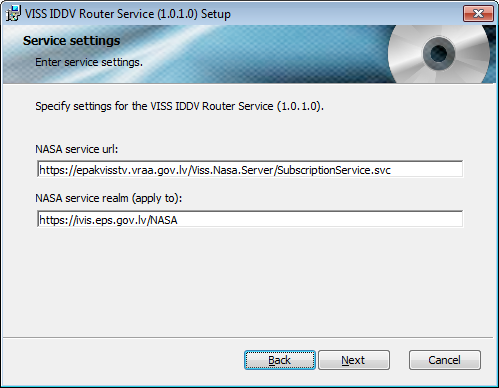 VISS IDDV Router Service (1.0.1.0) Setup
Service settings
Enter service settings.
Specify settings for the VISS IDDV Router Service (1.0.1.0).
NASA service url:
https://epakvisstv.vraa.gov.lv/Viss.Nasa.Server/SubscriptionService.svc
NASA service realm (apply to):
https://ivis.eps.gov.lv/NASA
Back
Next
Cancel